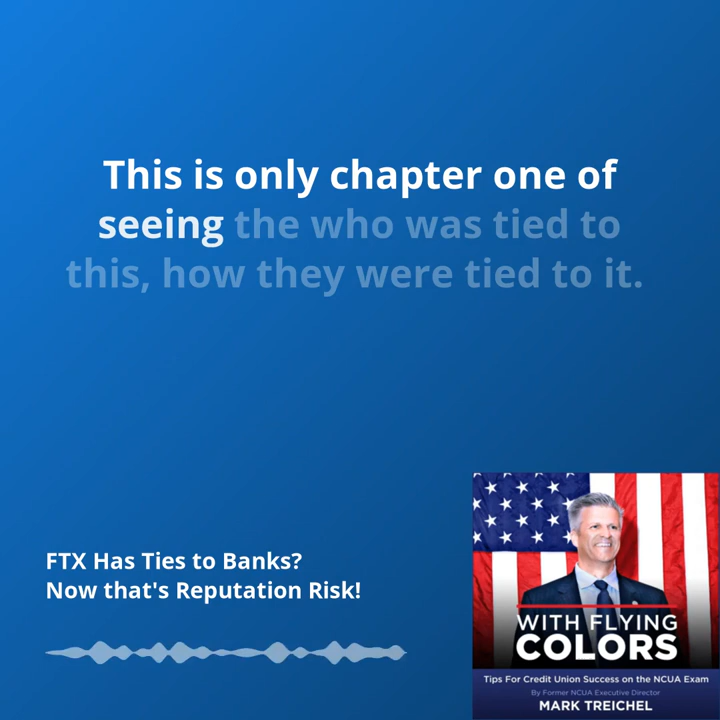 This is only chapter one of
seeing the who was tied to
this, how they were tied to it.
FTX Has Ties to Banks?
Now that's Reputation Risk!
WITH FLYING
COLORS
Tips For Credit Union Success on the NCUA Exam
By Former NCUA Executive Director
MARK TREICHEL